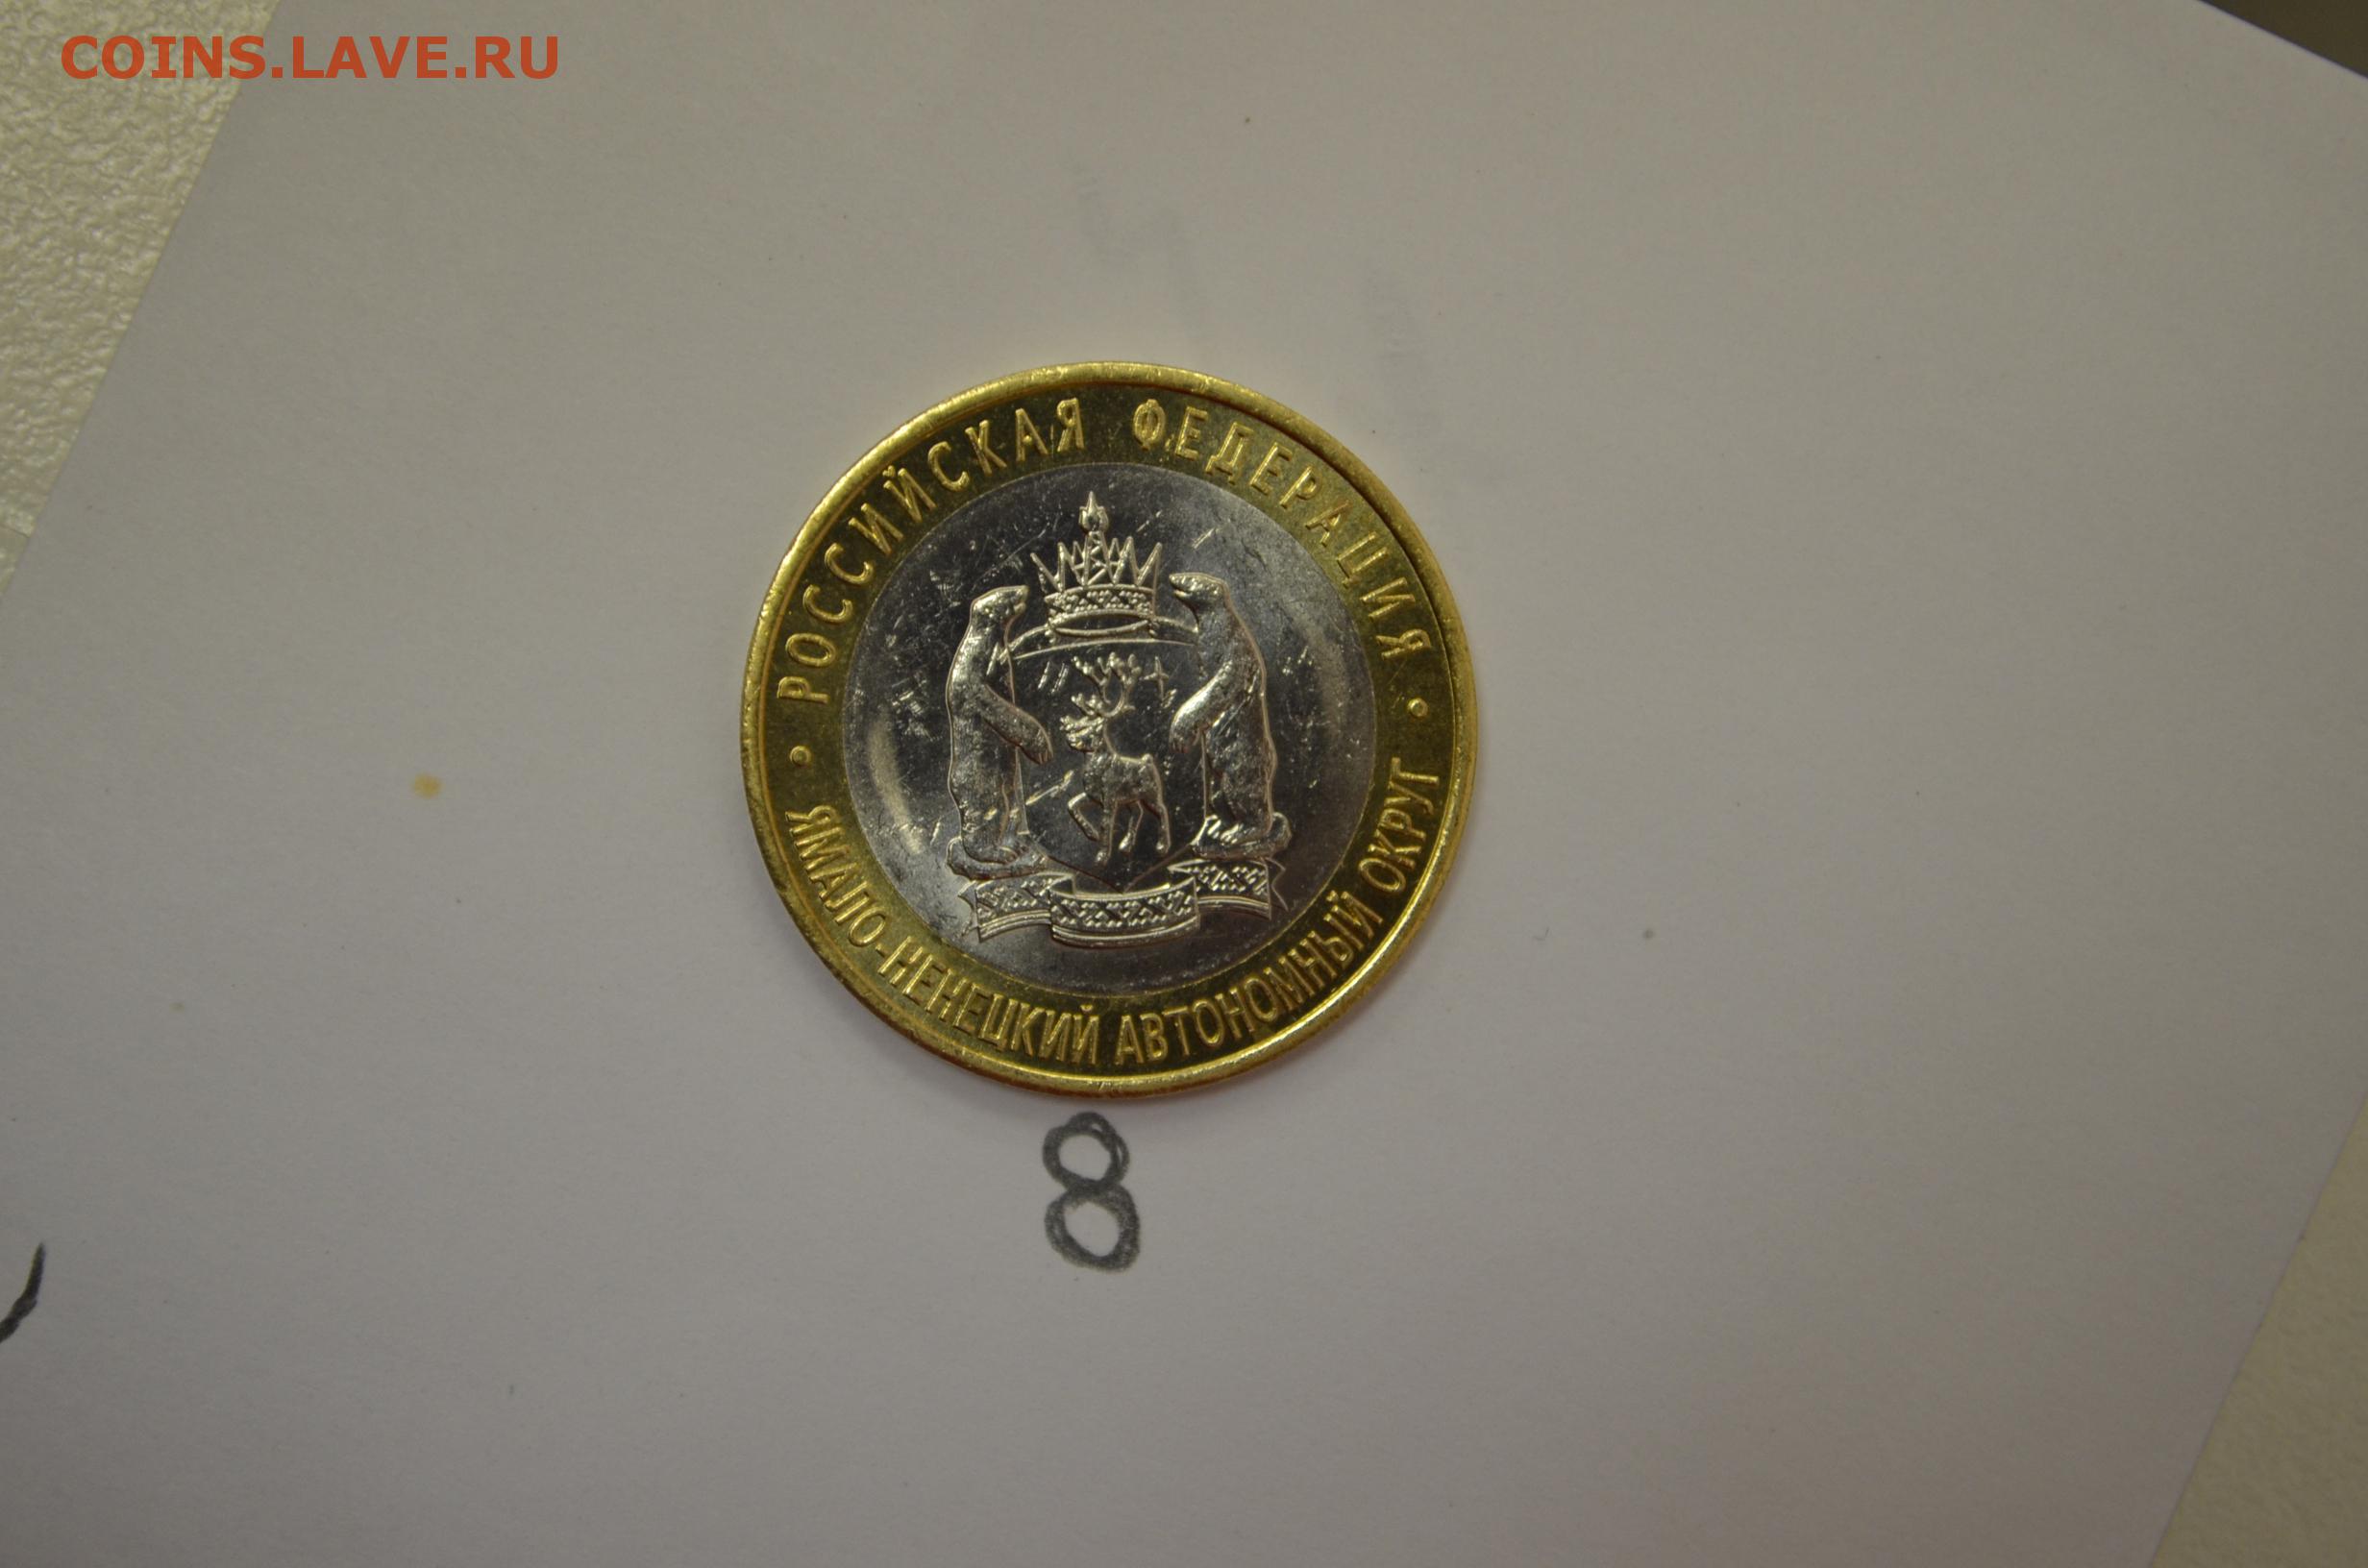 COINS.LAVE.RU
• РОССИЙСКАЯ ФЕДЕРАЦИЯ •
ЯМАЛО-НЕНЕЦКИЙ АВТОНОМНЫЙ ОКРУГ
8